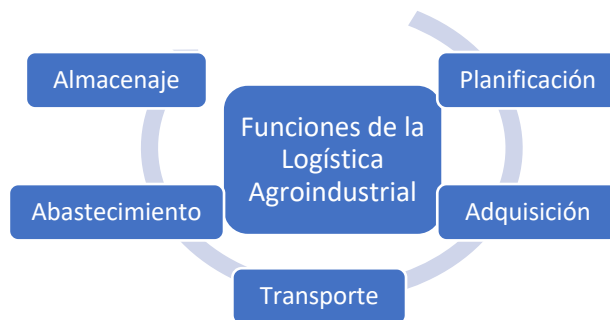 Almacenaje
Planificación
Funciones de la
Logística
Agroindustrial
Abastecimiento
Adquisición
Transporte